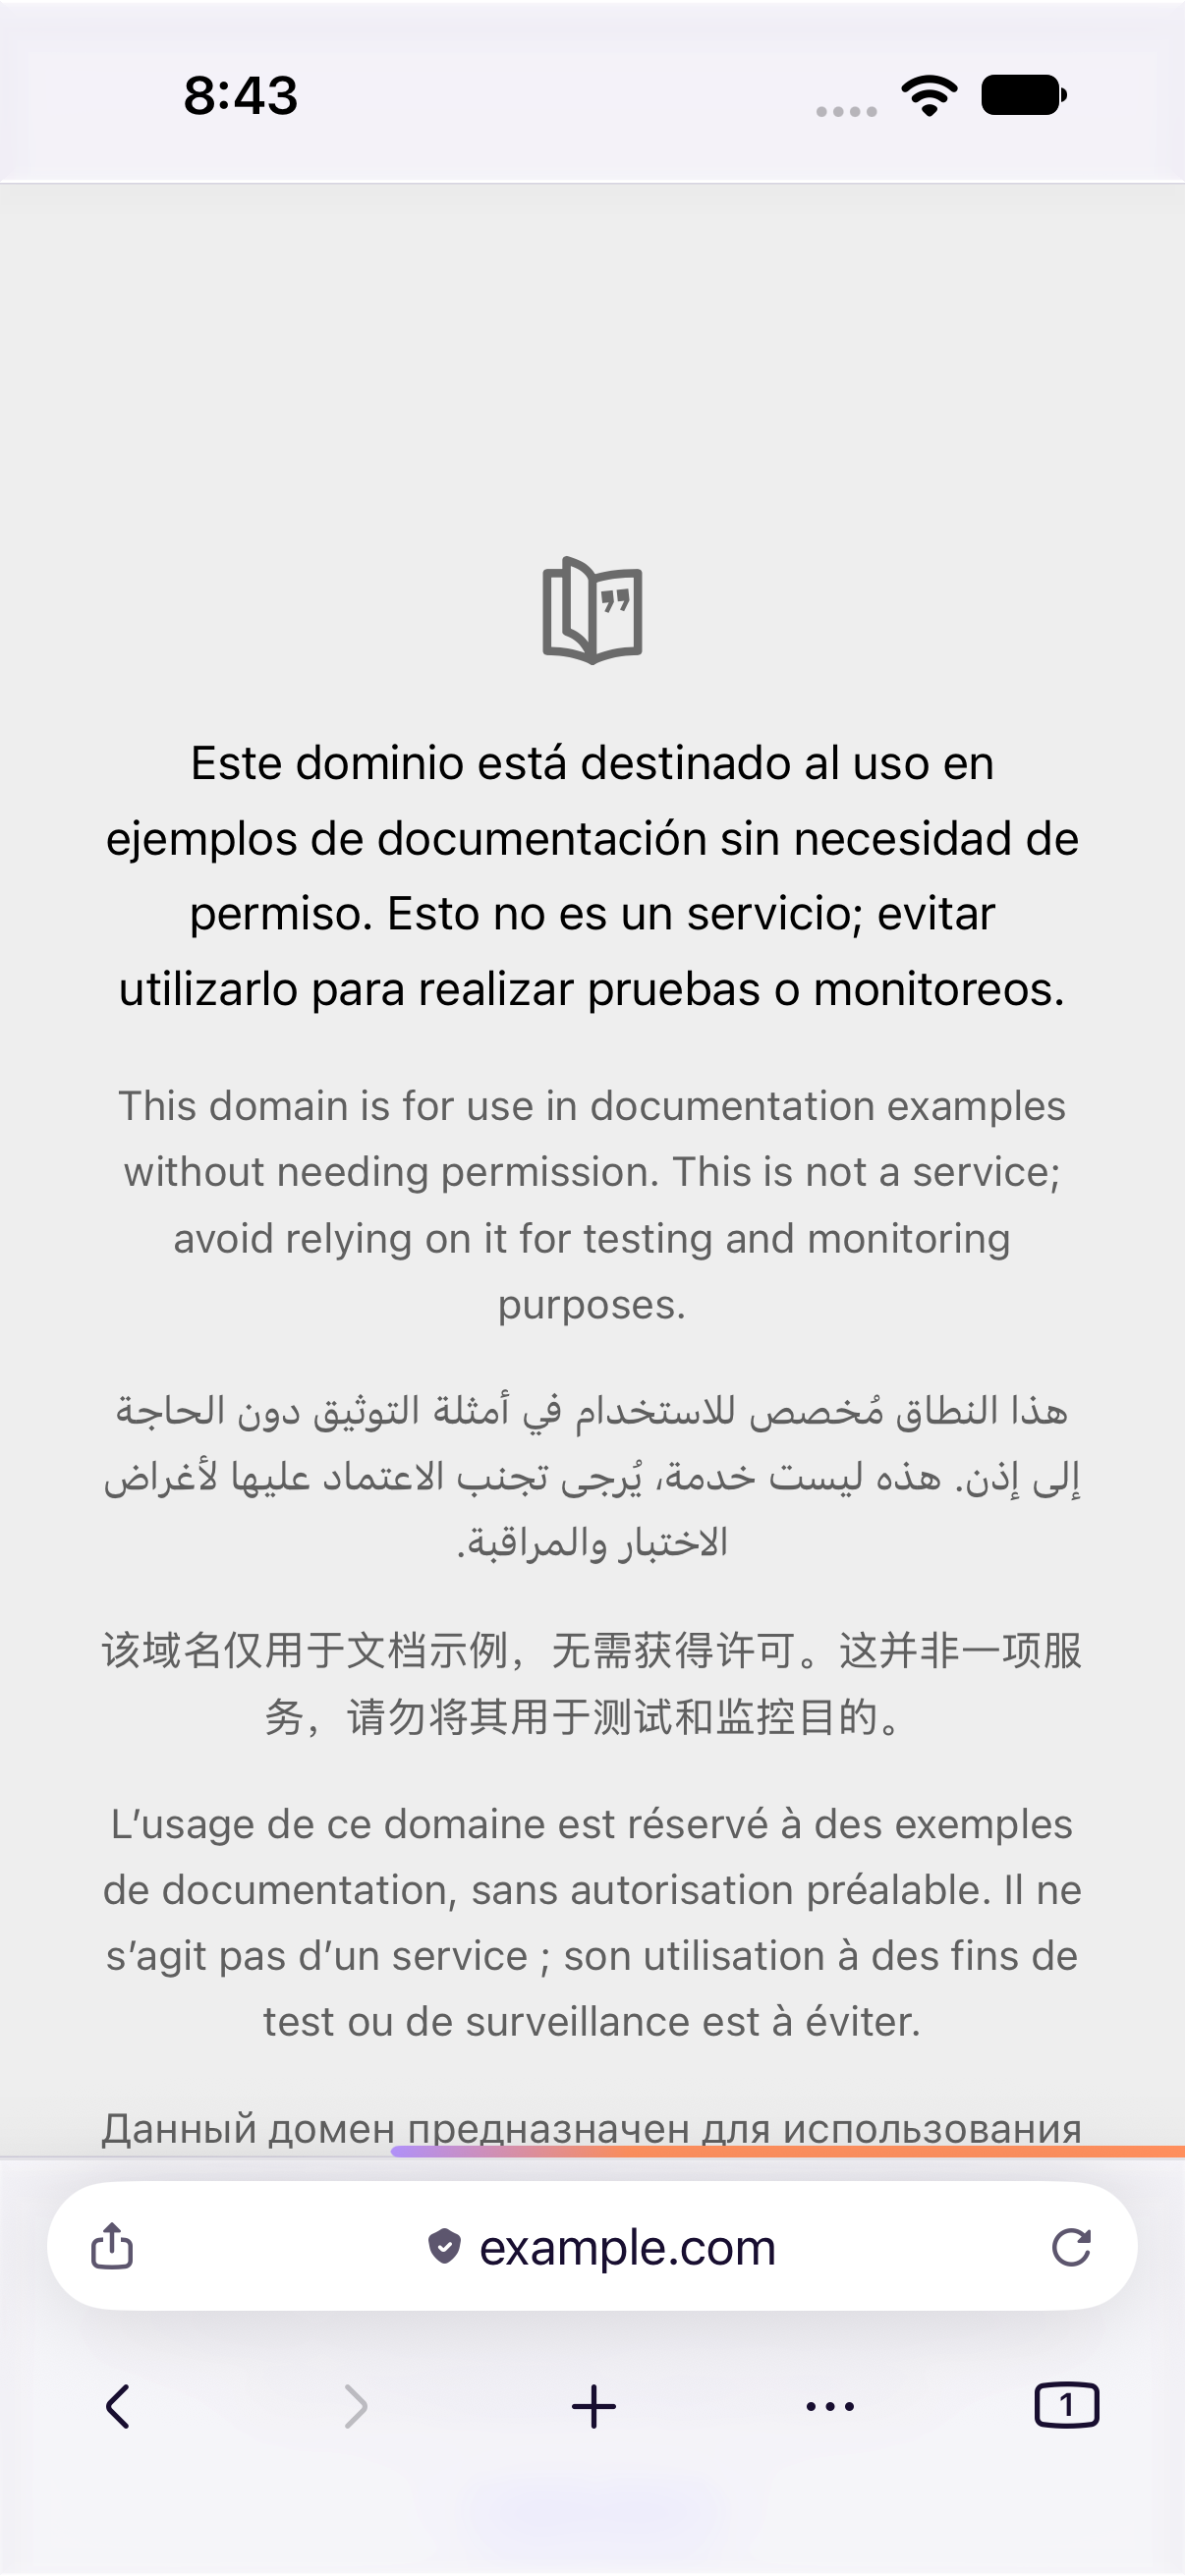 8:43
Este dominio está destinado al uso en
ejemplos de documentación sin necesidad de
permiso. Esto no es un servicio; evitar
utilizarlo para realizar pruebas o monitoreos.
This domain is for use in documentation examples
without needing permission. This is not a service;
avoid relying on it for testing and monitoring
purposes.
هذا النطاق مُخصص للاستخدام في أمثلة التوثيق دون الحاجة
إلى إذن. هذه ليست خدمة، يُرجى تجنب الاعتماد عليها لأغراض
الاختبار والمراقبة.
该域名仅用于文档示例，无需获得许可。这并非一项服
务，请勿将其用于测试和监控目的。
L’usage de ce domaine est réservé à des exemples
de documentation, sans autorisation préalable. Il ne
s’agit pas d’un service ; son utilisation à des fins de
test ou de surveillance est à éviter.
Данный домен предназначен для использования
example.com
1